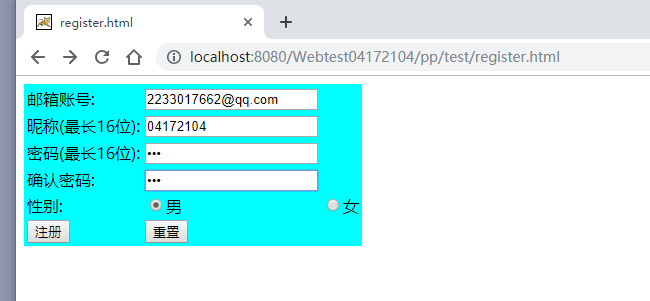 register.html
localhost:8080/Webtest04172104/pp/test/register.html
邮箱账号: 2233017662@qq.com
昵称(最长16位): 04172104
密码(最长16位): •••
确认密码: •••
性别: 男 女
注册 重置